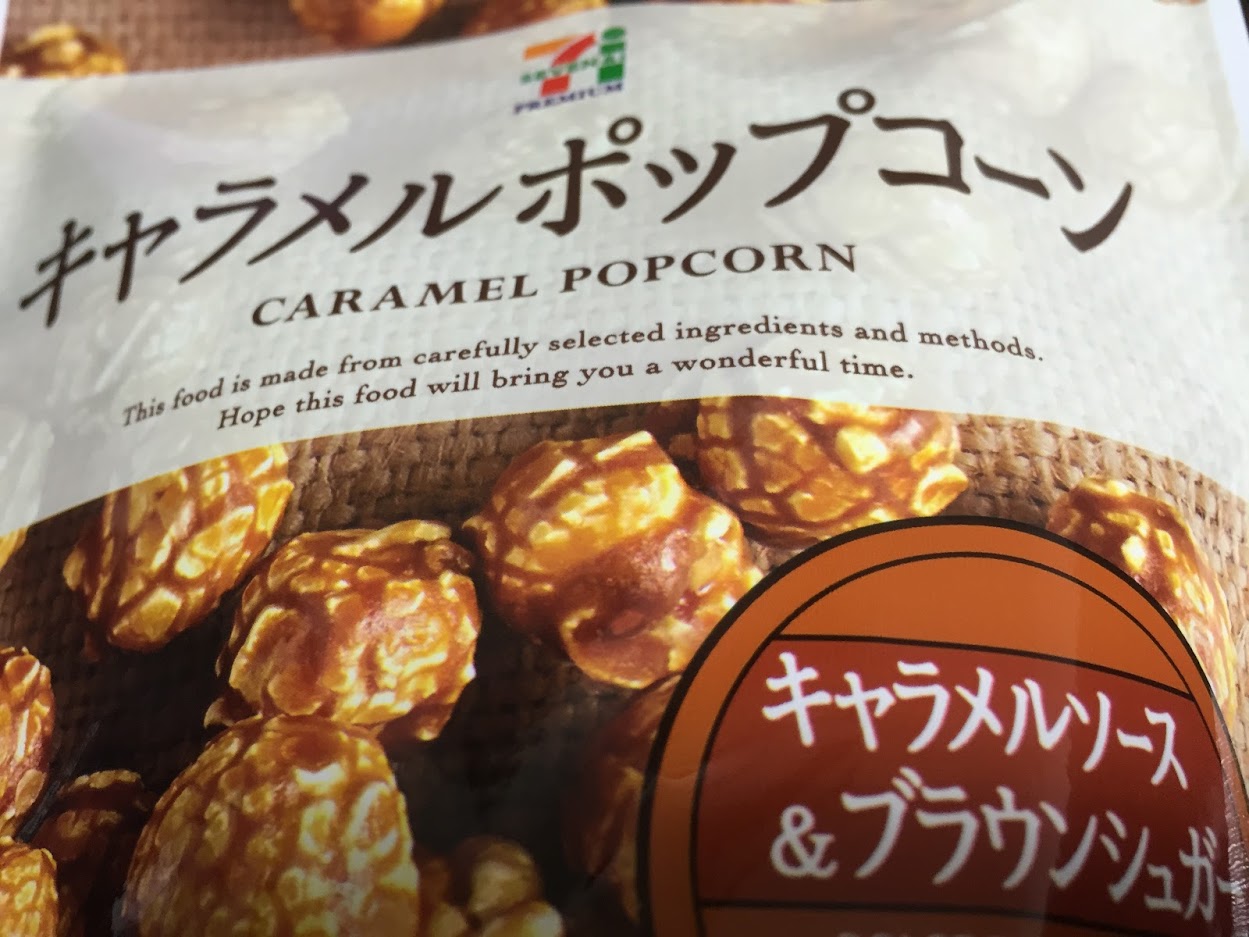 SEVEN&i
PREMIUM
キャラメルポップコーン
CARAMEL POPCORN
This food is made from carefully selected ingredients and methods.
Hope this food will bring you a wonderful time.
キャラメルソース
&ブラウンシュガー